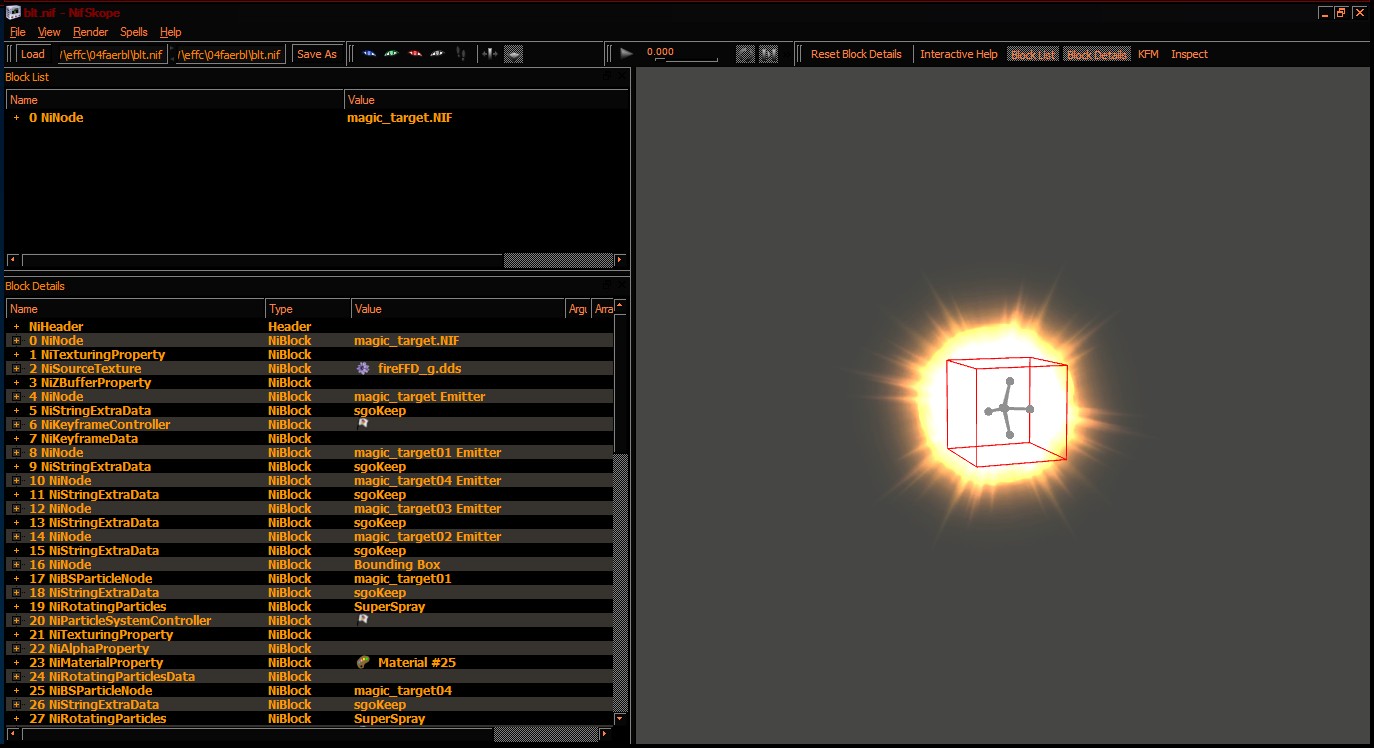 blt.nif - NifSkope
File View Render Spells Help
Load /\effc\04faerbl\blt.nif /\effc\04faerbl\blt.nif Save As 0.000 Reset Block Details Interactive Help Block List Block Details KFM Inspect
Block List
Name Value
0 NiNode magic_target.NIF
Block Details
Name Type Value Argu Arra
NiHeader Header
0 NiNode NiBlock magic_target.NIF
1 NiTexturingProperty NiBlock
2 NiSourceTexture NiBlock fireFFD_g.dds
3 NiZBufferProperty NiBlock
4 NiNode NiBlock magic_target Emitter
5 NiStringExtraData NiBlock sgoKeep
6 NiKeyframeController NiBlock
7 NiKeyframeData NiBlock
8 NiNode NiBlock magic_target01 Emitter
9 NiStringExtraData NiBlock sgoKeep
10 NiNode NiBlock magic_target04 Emitter
11 NiStringExtraData NiBlock sgoKeep
12 NiNode NiBlock magic_target03 Emitter
13 NiStringExtraData NiBlock sgoKeep
14 NiNode NiBlock magic_target02 Emitter
15 NiStringExtraData NiBlock sgoKeep
16 NiNode NiBlock Bounding Box
17 NiBSParticleNode NiBlock magic_target01
18 NiStringExtraData NiBlock sgoKeep
19 NiRotatingParticles NiBlock SuperSpray
20 NiParticleSystemController NiBlock
21 NiTexturingProperty NiBlock
22 NiAlphaProperty NiBlock
23 NiMaterialProperty NiBlock Material #25
24 NiRotatingParticlesData NiBlock
25 NiBSParticleNode NiBlock magic_target04
26 NiStringExtraData NiBlock sgoKeep
27 NiRotatingParticles NiBlock SuperSpray